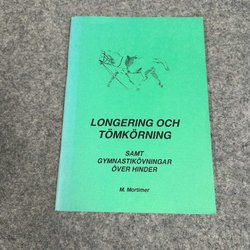 LONGERING OCH
TÖMKÖRNING
SAMT
GYMNASTIKÖVNINGAR
ÖVER HINDER
M. Mortimer